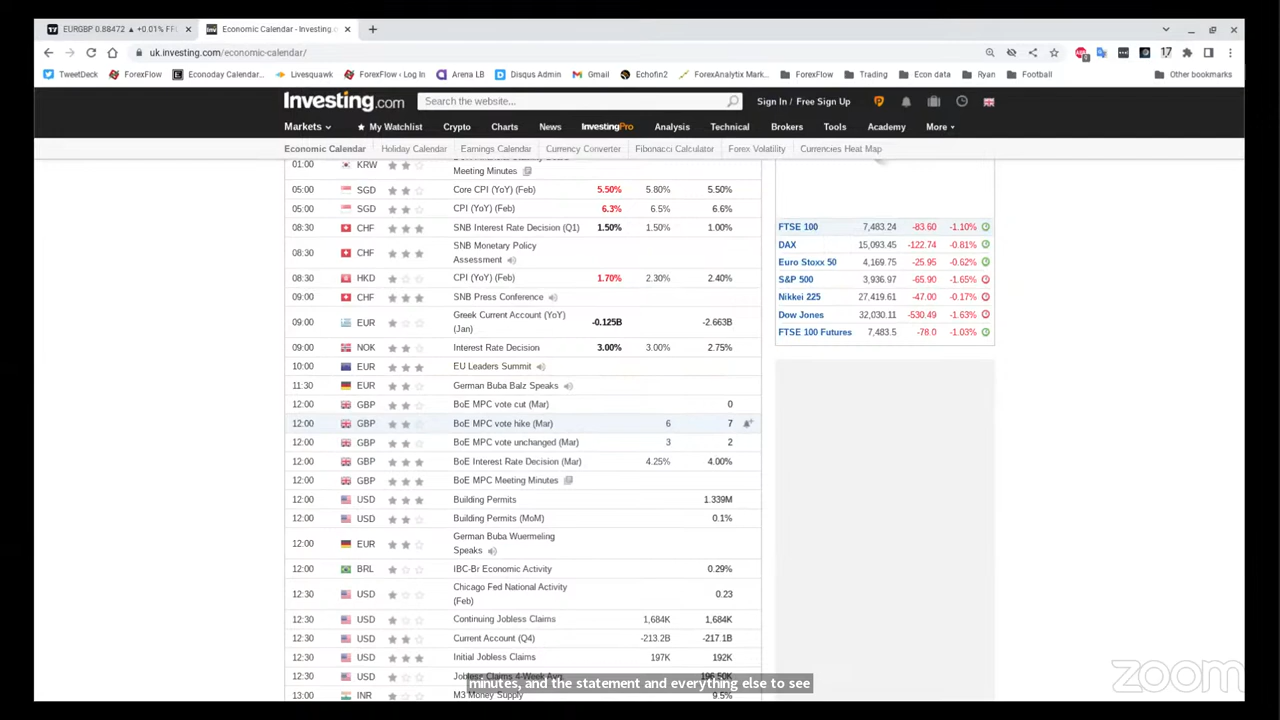 EURGBP 0.88472 ▲ +0.01% FF
Economic Calendar - Investing.c
uk.investing.com/economic-calendar/
TweetDeck ForexFlow Econoday Calendar... Livesquawk ForexFlow ‹ Log In Arena LB Disqus Admin Gmail Echofin2 ForexAnalytix Mark... ForexFlow Trading Econ data Ryan Football Other bookmarks
Investing.com Search the website... Sign In / Free Sign Up
Markets My Watchlist Crypto Charts News InvestingPro Analysis Technical Brokers Tools Academy More
Economic Calendar Holiday Calendar Earnings Calendar Currency Converter Fibonacci Calculator Forex Volatility Currencies Heat Map
01:00 KRW
Meeting Minutes
05:00 SGD Core CPI (YoY) (Feb) 5.50% 5.80% 5.50%
05:00 SGD CPI (YoY) (Feb) 6.3% 6.5% 6.6%
08:30 CHF SNB Interest Rate Decision (Q1) 1.50% 1.50% 1.00%
08:30 CHF SNB Monetary Policy
Assessment
08:30 HKD CPI (YoY) (Feb) 1.70% 2.30% 2.40%
09:00 CHF SNB Press Conference
09:00 EUR Greek Current Account (YoY)
(Jan) -0.125B -2.663B
09:00 NOK Interest Rate Decision 3.00% 3.00% 2.75%
10:00 EUR EU Leaders Summit
11:30 EUR German Buba Balz Speaks
12:00 GBP BoE MPC vote cut (Mar) 0
12:00 GBP BoE MPC vote hike (Mar) 6 7
12:00 GBP BoE MPC vote unchanged (Mar) 3 2
12:00 GBP BoE Interest Rate Decision (Mar) 4.25% 4.00%
12:00 GBP BoE MPC Meeting Minutes
12:00 USD Building Permits 1.339M
12:00 USD Building Permits (MoM) 0.1%
12:00 EUR German Buba Wuermeling
Speaks
12:00 BRL IBC-Br Economic Activity 0.29%
12:30 USD Chicago Fed National Activity
(Feb) 0.23
12:30 USD Continuing Jobless Claims 1,684K 1,684K
12:30 USD Current Account (Q4) -213.2B -217.1B
12:30 USD Initial Jobless Claims 197K 192K
12:30 USD Jobless Claims 4-Week Avg. 196.50K
13:00 INR M3 Money Supply 9.5%
FTSE 100 7,483.24 -83.60 -1.10%
DAX 15,093.45 -122.74 -0.81%
Euro Stoxx 50 4,169.75 -25.95 -0.62%
S&P 500 3,936.97 -65.90 -1.65%
Nikkei 225 27,419.61 -47.00 -0.17%
Dow Jones 32,030.11 -530.49 -1.63%
FTSE 100 Futures 7,483.5 -78.0 -1.03%
minutes, and the statement and everything else to see
zoom